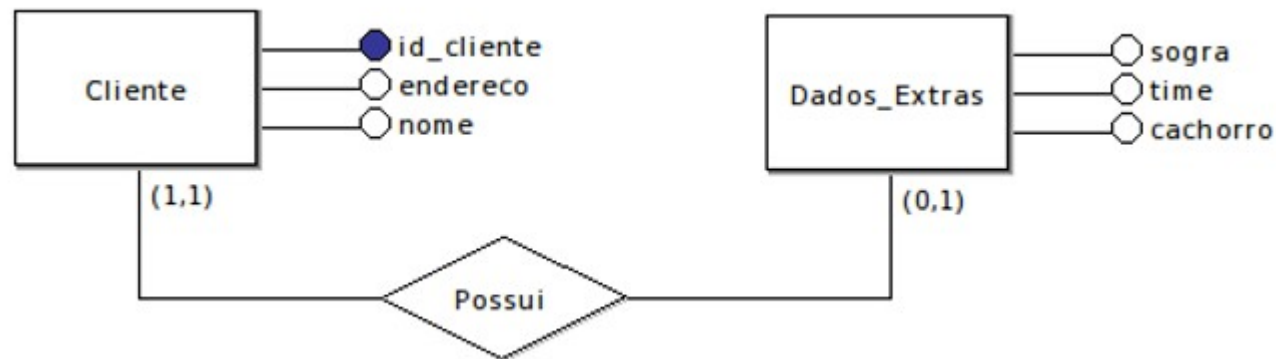 Cliente
id_cliente
endereco
nome
(1,1)
Dados_Extras
sogra
time
cachorro
(0,1)
Possui